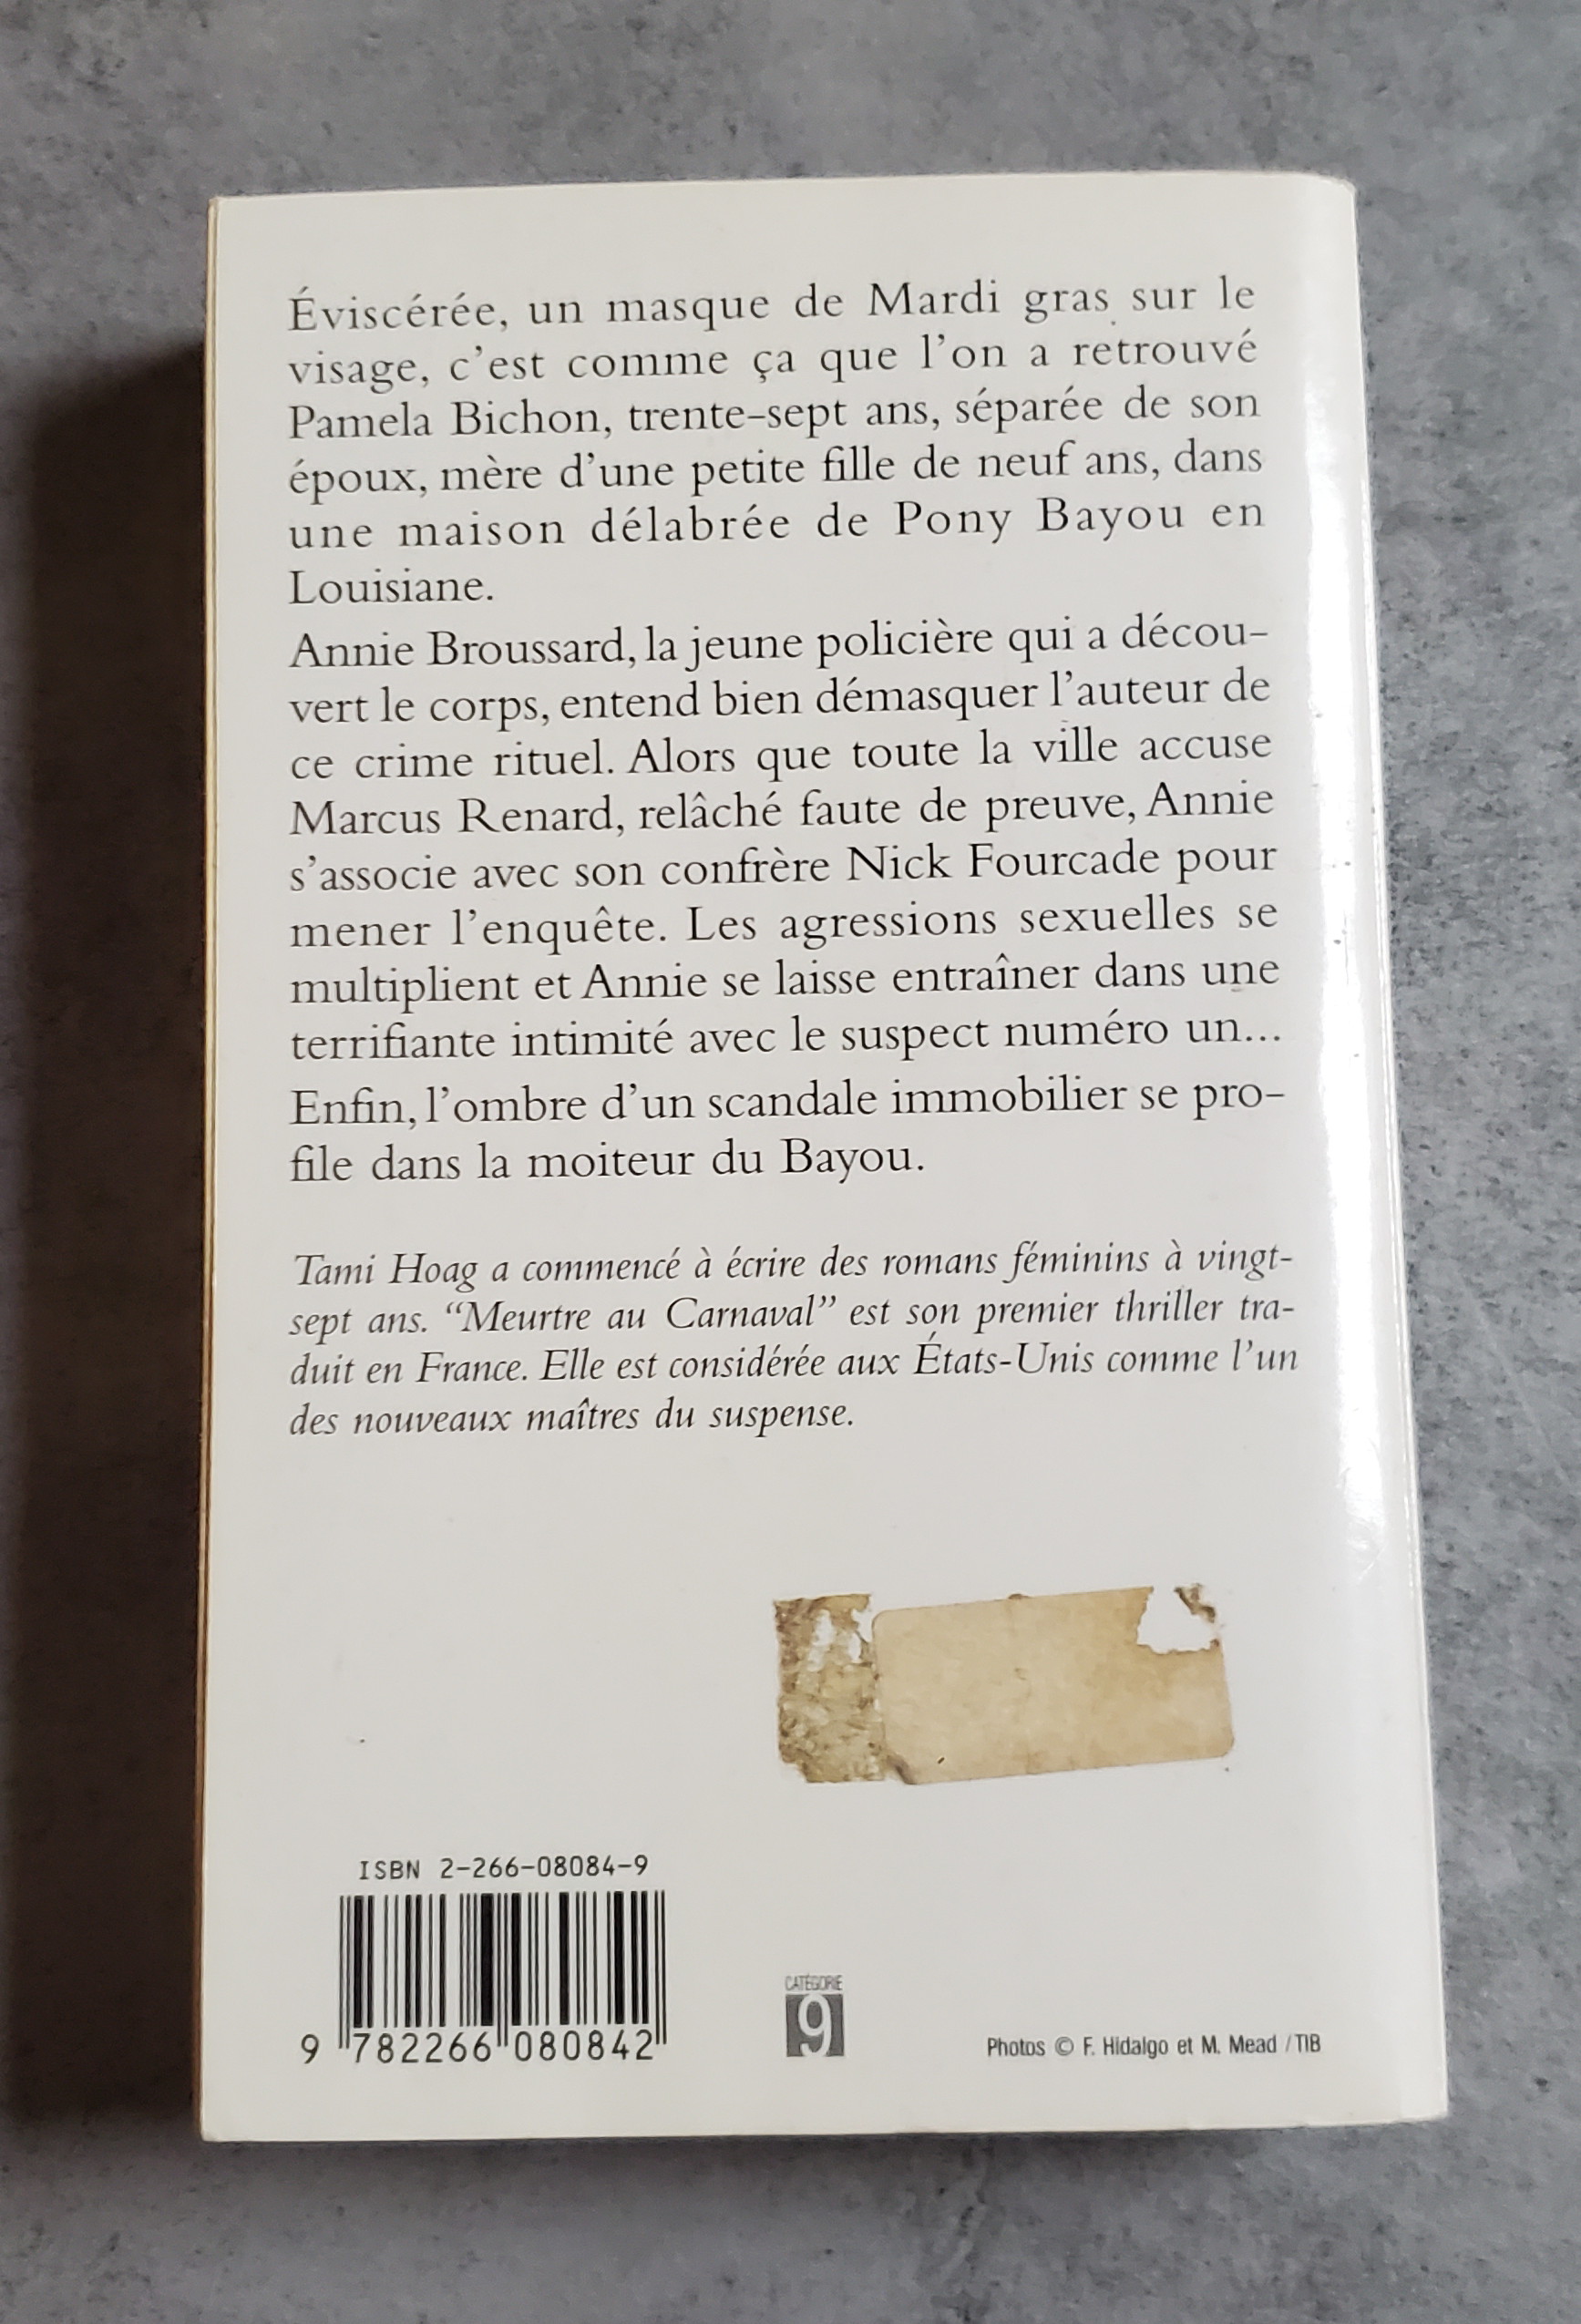 Éviscérée, un masque de Mardi gras sur le
visage, c'est comme ça que l'on a retrouvé
Pamela Bichon, trente-sept ans, séparée de son
époux, mère d'une petite fille de neuf ans, dans
une maison délabrée de Pony Bayou en
Louisiane.
Annie Broussard, la jeune policière qui a décou-
vert le corps, entend bien démasquer l'auteur de
ce crime rituel. Alors que toute la ville accuse
Marcus Renard, relâché faute de preuve, Annie
s'associe avec son confrère Nick Fourcade pour
mener l'enquête. Les agressions sexuelles se
multiplient et Annie se laisse entraîner dans une
terrifiante intimité avec le suspect numéro un...
Enfin, l'ombre d'un scandale immobilier se pro-
file dans la moiteur du Bayou.
Tami Hoag a commencé à écrire des romans féminins à vingt-
sept ans. “Meurtre au Carnaval” est son premier thriller tra-
duit en France. Elle est considérée aux États-Unis comme l'un
des nouveaux maîtres du suspense.
ISBN 2-266-08084-9
9 782266 080842
CATÉGORIE
9
Photos © F. Hidalgo et M. Mead / TIB